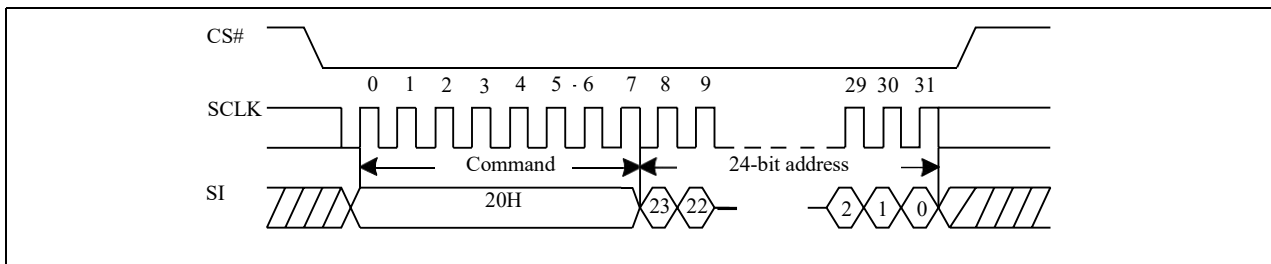 CS#
0 1 2 3 4 5 - 6 7 8 9 29 30 31
SCLK
Command 24-bit address
SI 20H 23 22 2 1 0